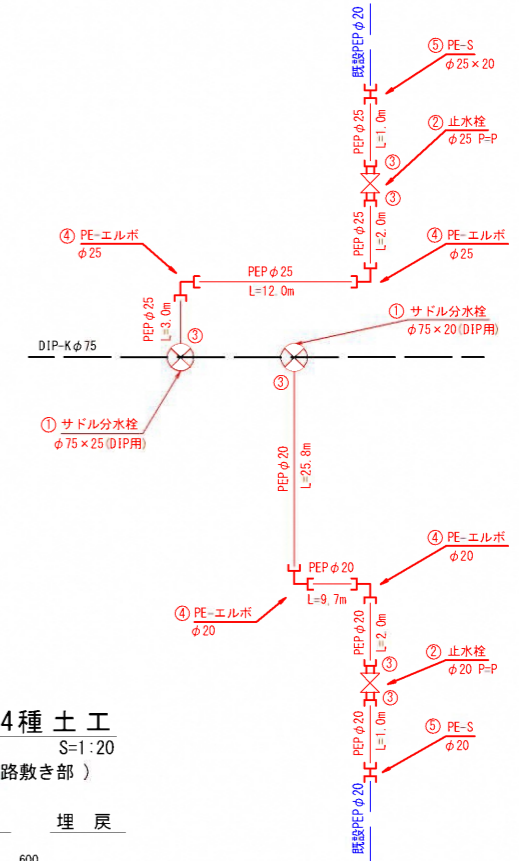 既設PEPφ20
⑤ PE-S
φ25×20
PEPφ25
L=1.0m
② 止水栓
φ25 P=P
③
③
PEPφ25
L=2.0m
④ PE-エルボ
φ25
④ PE-エルボ
φ25
PEPφ25
L=12.0m
PEPφ25
L=3.0m
① サドル分水栓
φ75×20(DIP用)
③
DIP-Kφ75
③
① サドル分水栓
φ75×25(DIP用)
PEPφ20
L=25.8m
④ PE-エルボ
φ20
PEPφ20
L=9.7m
④ PE-エルボ
φ20
PEPφ20
L=2.0m
③
② 止水栓
φ20 P=P
③
PEPφ20
L=1.0m
⑤ PE-S
φ20
既設PEPφ20
4種土工
S=1:20
路敷き部 )
埋 戻
600